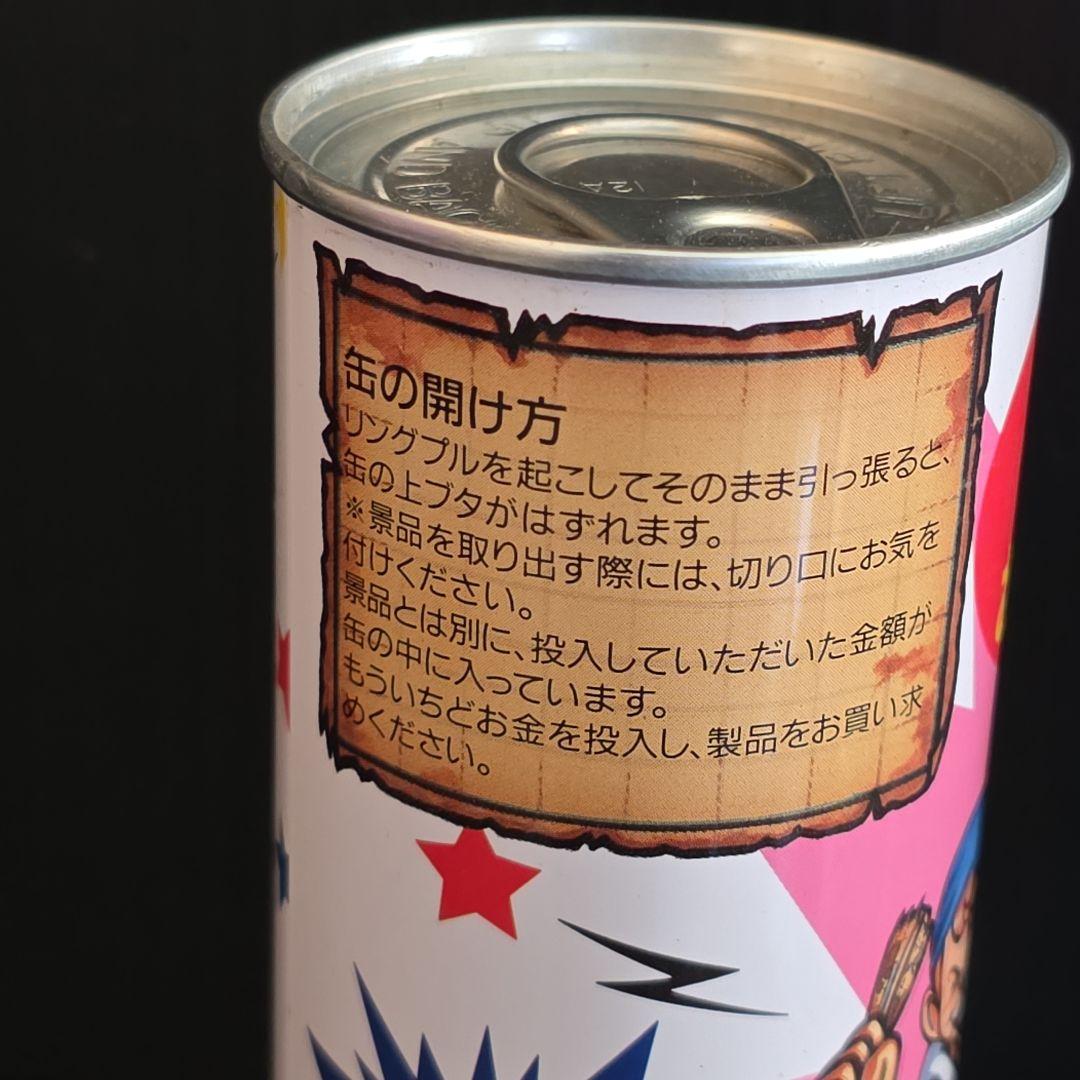 缶の開け方
リングプルを起こしてそのまま引っ張ると、
缶の上ブタがはずれます。
※景品を取り出す際には、切り口にお気を
付けください。
景品とは別に、投入していただいた金額が
缶の中に入っています。
もういちどお金を投入し、製品をお買い求
めください。
AND